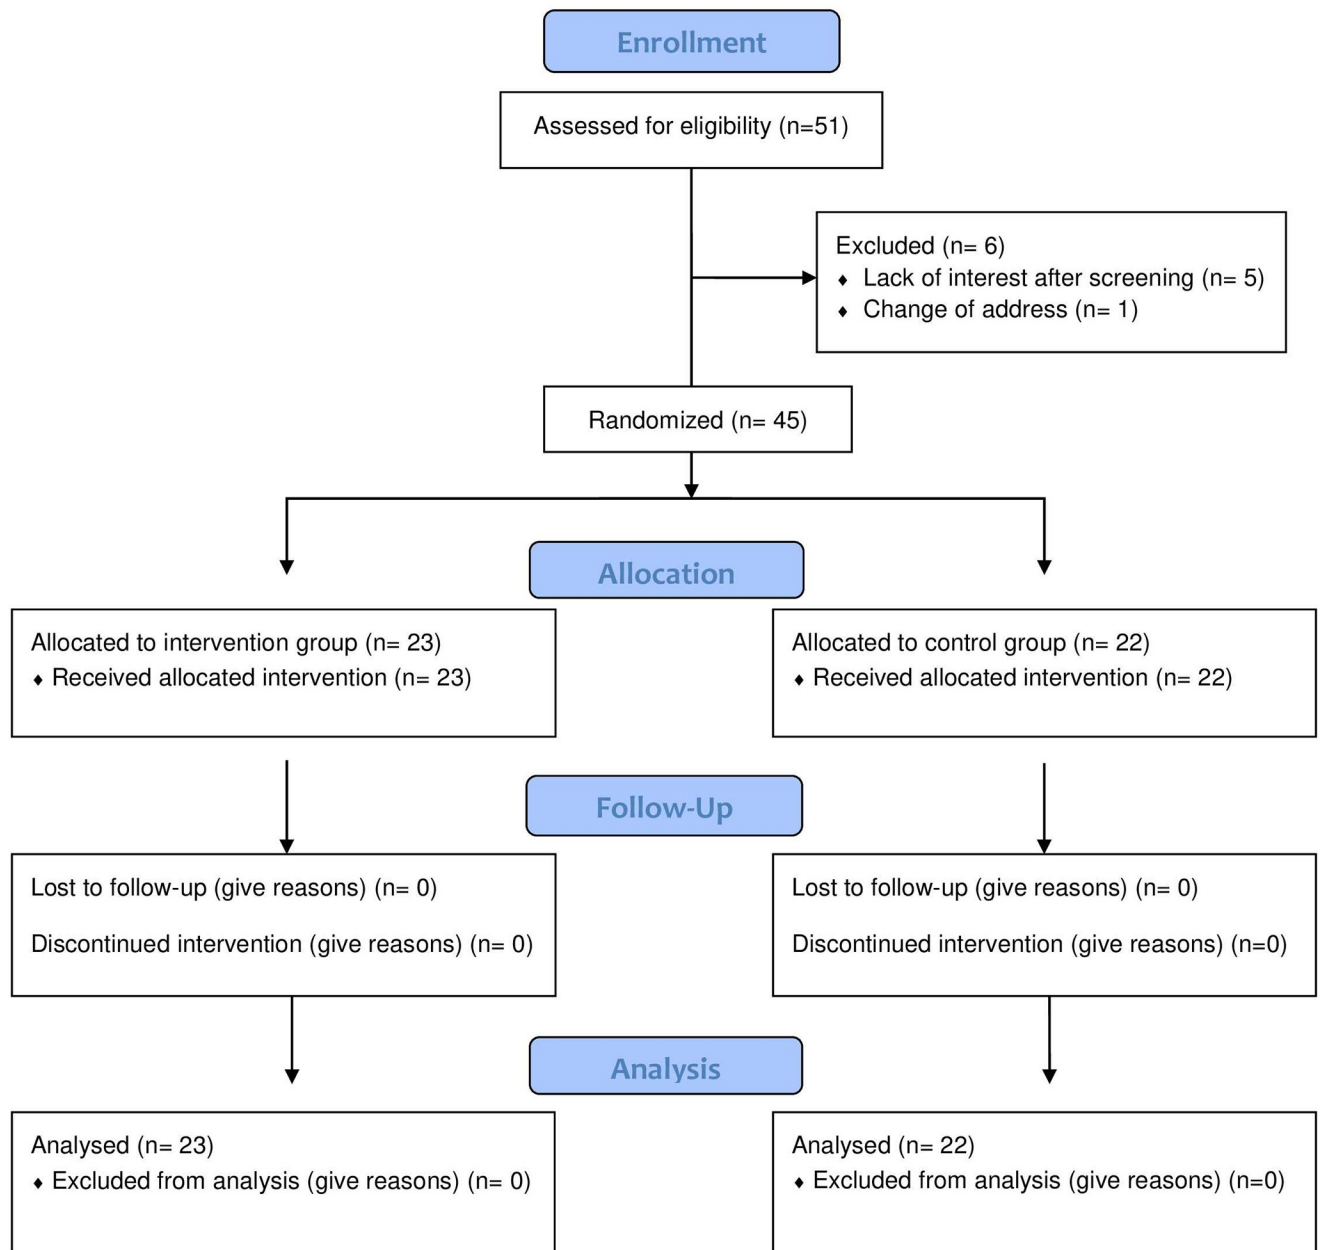 Enrollment
Assessed for eligibility (n=51)
Excluded (n= 6)
♦ Lack of interest after screening (n= 5)
♦ Change of address (n= 1)
Randomized (n= 45)
Allocation
Allocated to intervention group (n= 23)
♦ Received allocated intervention (n= 23)
Allocated to control group (n= 22)
♦ Received allocated intervention (n= 22)
Follow-Up
Lost to follow-up (give reasons) (n= 0)
Discontinued intervention (give reasons) (n= 0)
Lost to follow-up (give reasons) (n= 0)
Discontinued intervention (give reasons) (n=0)
Analysis
Analysed (n= 23)
♦ Excluded from analysis (give reasons) (n= 0)
Analysed (n= 22)
♦ Excluded from analysis (give reasons) (n=0)